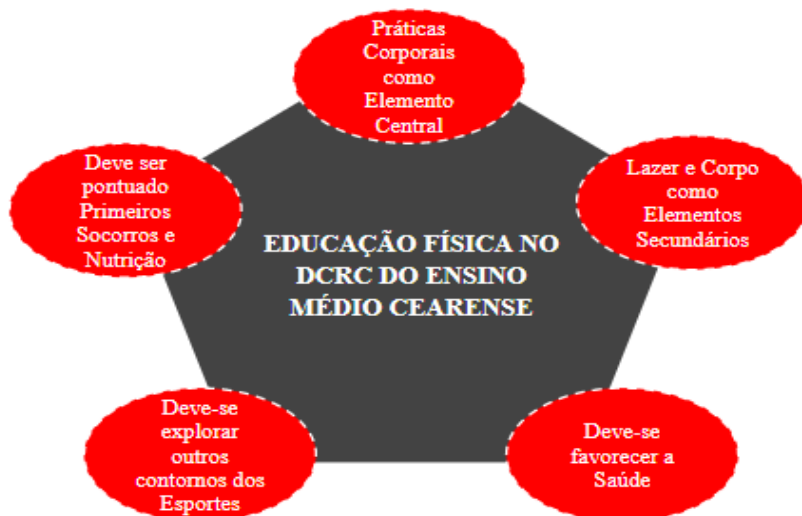 Práticas
Corporais
como
Elemento
Central
Deve ser
pontuado
Primeiros
Socorros e
Nutrição
Lazer e Corpo
como
Elementos
Secundários
EDUCAÇÃO FÍSICA NO
DCRC DO ENSINO
MÉDIO CEARENSE
Deve-se
explorar
outros
contornos dos
Esportes
Deve-se
favorecer a
Saúde